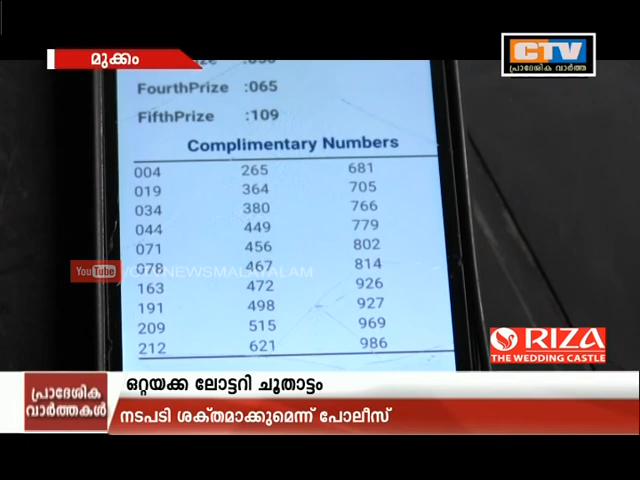 മുക്കം
CTV
പ്രാദേശിക വാർത്ത
FourthPrize :065
FifthPrize :109
Complimentary Numbers
004 265 681
019 364 705
034 380 766
044 449 779
071 456 802
078 467 814
163 472 926
191 498 927
209 515 969
212 621 986
YouTube
RIZA
THE WEDDING CASTLE
പ്രാദേശിക വാർത്തകൾ
ഒറ്റയക്ക ലോട്ടറി ചൂതാട്ടം
നടപടി ശക്തമാക്കുമെന്ന് പോലീസ്